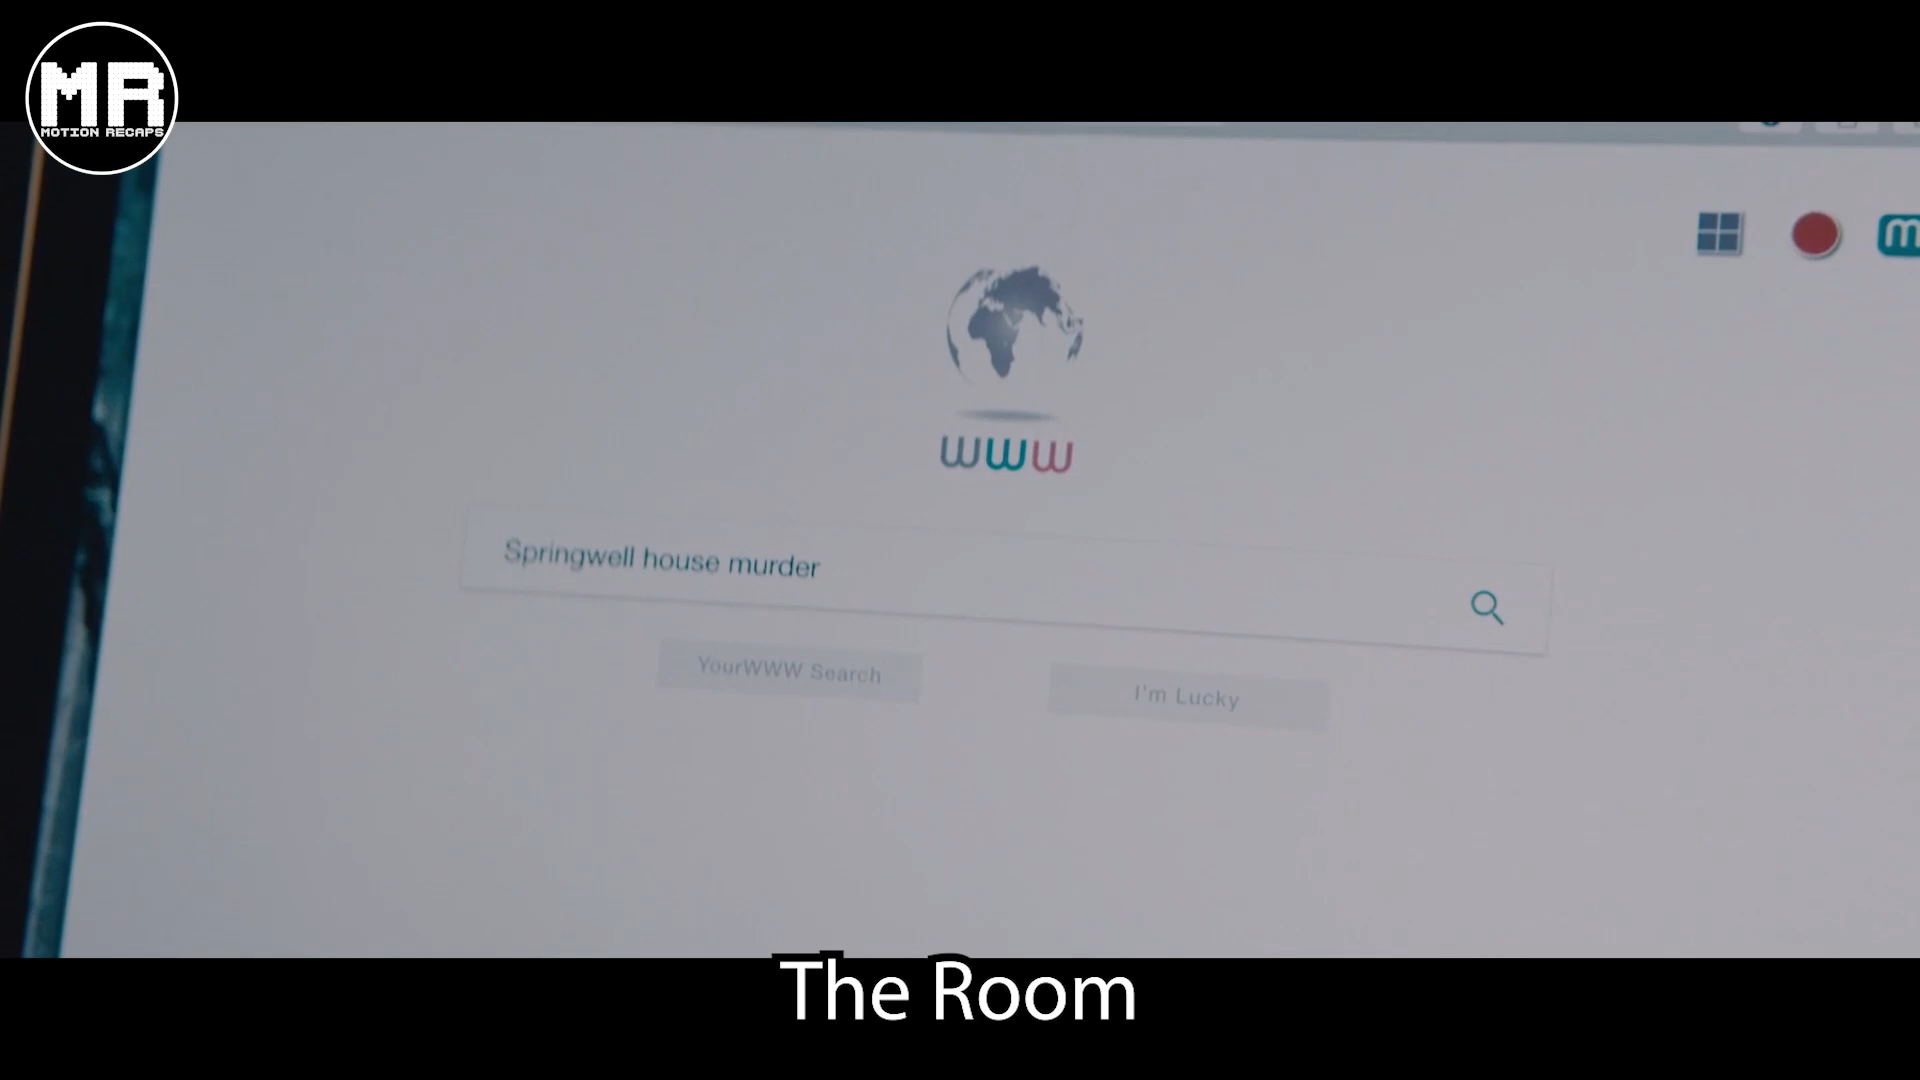 MR
MOTION RECAPS
m
www
Springwell house murder
YourWWW Search
I'm Lucky
The Room